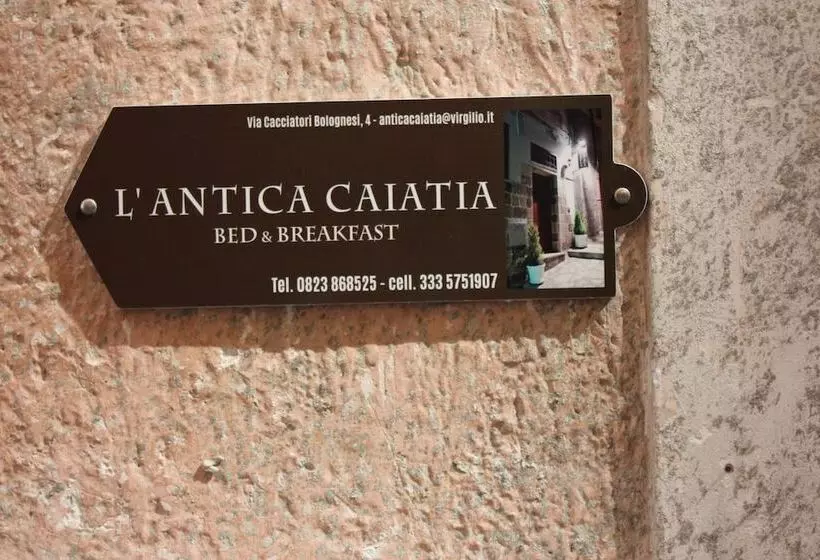 Via Cacciatori Bolognesi, 4 - anticacaiatia@virgilio.it
L' ANTICA CAIATIA
BED & BREAKFAST
Tel. 0823 868525 - cell. 333 5751907